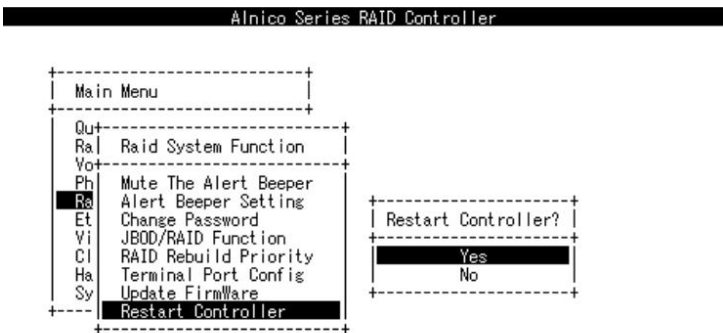 Alnico Series RAID Controller
Main Menu
Qu
Ra
Raid System Function
Vo
Ph
Mute The Alert Beeper
Ra
Alert Beeper Setting
Et
Change Password
Vi
JBOD/RAID Function
Cl
RAID Rebuild Priority
Ha
Terminal Port Config
Sy
Update FirmWare
Restart Controller
Restart Controller?
Yes
No